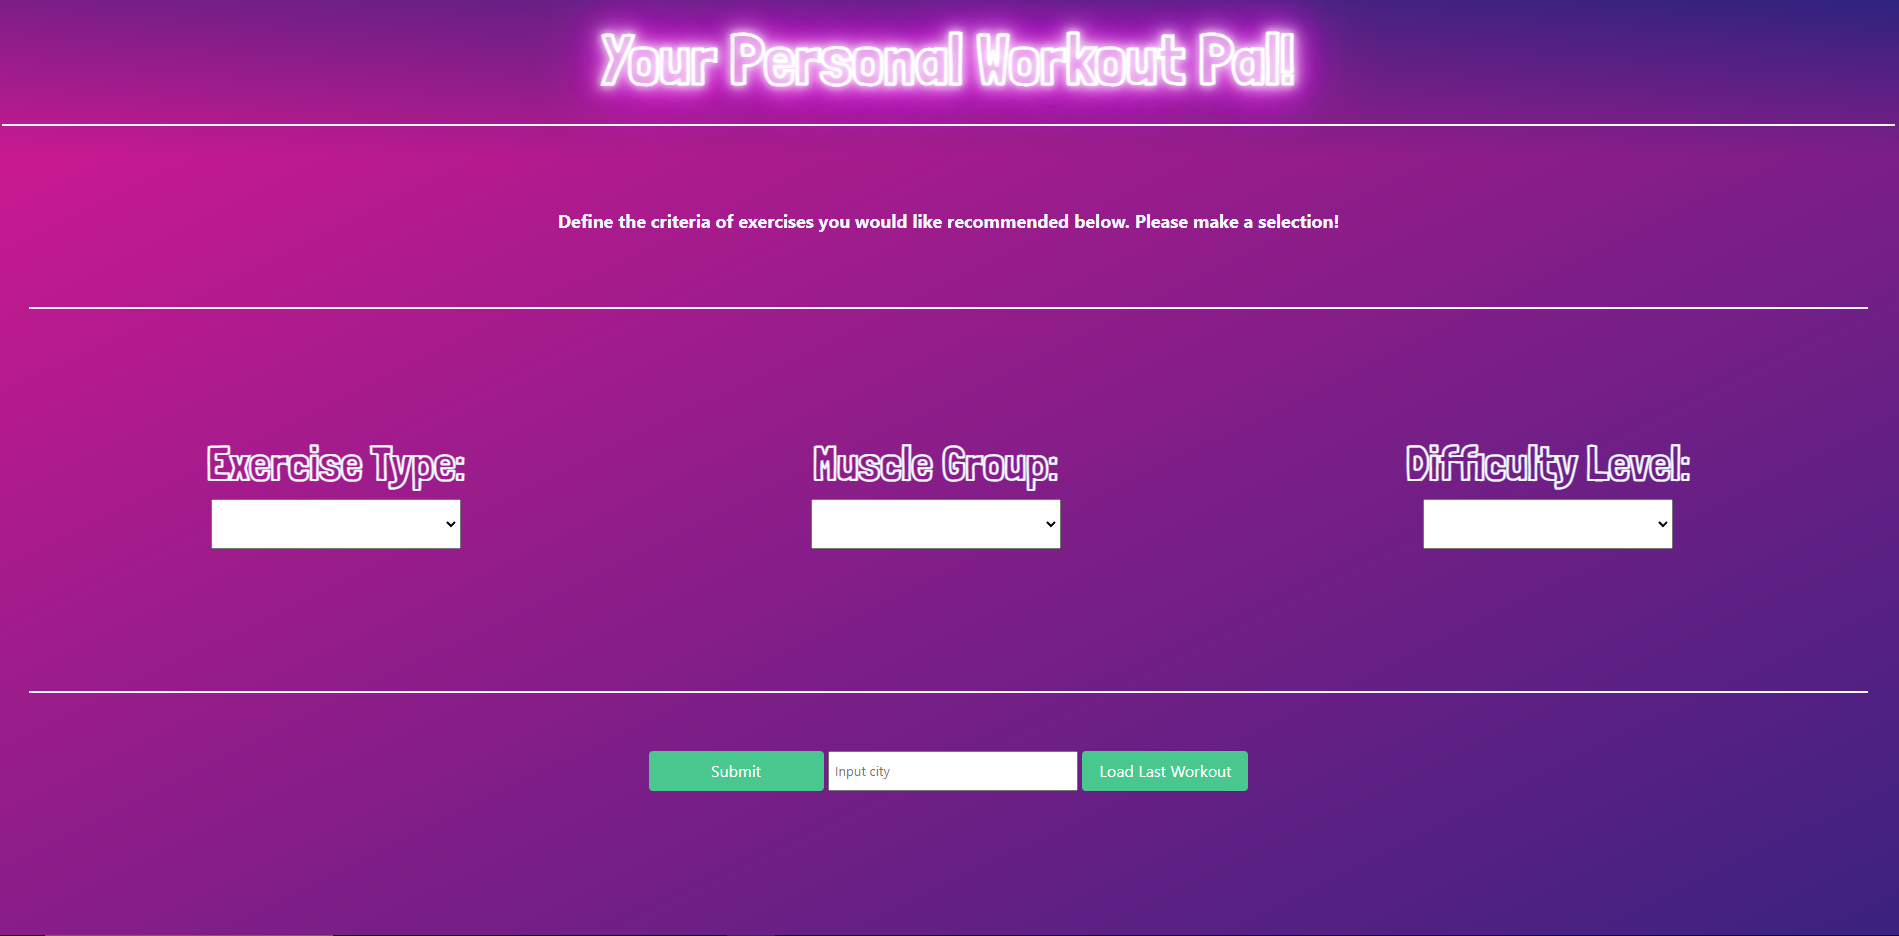 Your Personal Workout Pal!
Define the criteria of exercises you would like recommended below. Please make a selection!
Exercise Type:
Muscle Group:
Difficulty Level:
Submit
Input city
Load Last Workout